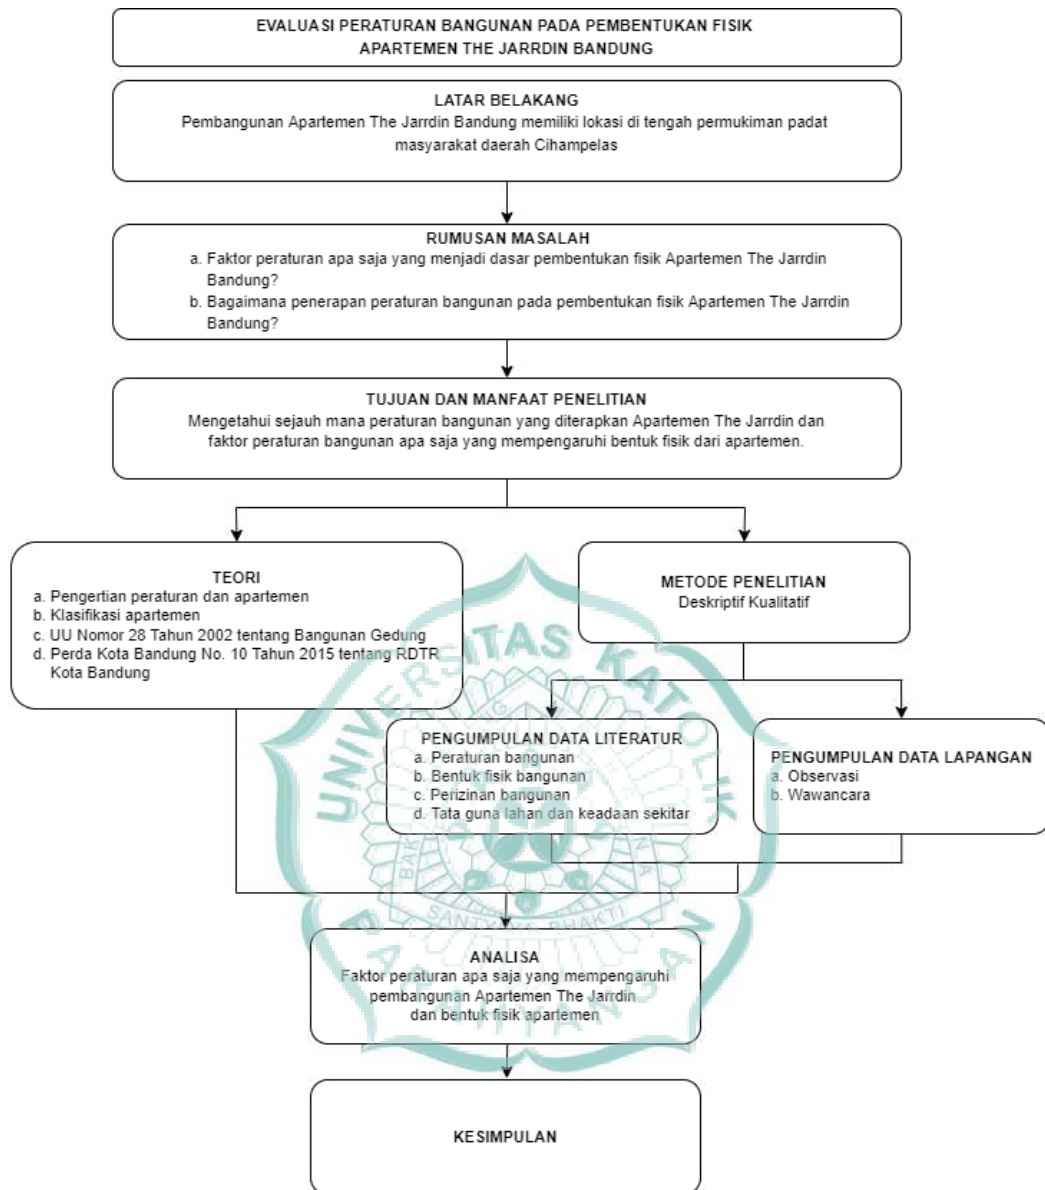 EVALUASI PERATURAN BANGUNAN PADA PEMBENTUKAN FISIK
APARTEMEN THE JARRDIN BANDUNG
LATAR BELAKANG
Pembangunan Apartemen The Jarrdin Bandung memiliki lokasi di tengah permukiman padat
masyarakat daerah Cihampelas
RUMUSAN MASALAH
a. Faktor peraturan apa saja yang menjadi dasar pembentukan fisik Apartemen The Jarrdin
Bandung?
b. Bagaimana penerapan peraturan bangunan pada pembentukan fisik Apartemen The Jarrdin
Bandung?
TUJUAN DAN MANFAAT PENELITIAN
Mengetahui sejauh mana peraturan bangunan yang diterapkan Apartemen The Jarrdin dan
faktor peraturan bangunan apa saja yang mempengaruhi bentuk fisik dari apartemen.
TEORI
a. Pengertian peraturan dan apartemen
b. Klasifikasi apartemen
c. UU Nomor 28 Tahun 2002 tentang Bangunan Gedung
d. Perda Kota Bandung No. 10 Tahun 2015 tentang RDTR
Kota Bandung
METODE PENELITIAN
Deskriptif Kualitatif
PENGUMPULAN DATA LITERATUR
a. Peraturan bangunan
b. Bentuk fisik bangunan
c. Perizinan bangunan
d. Tata guna lahan dan keadaan sekitar
PENGUMPULAN DATA LAPANGAN
a. Observasi
b. Wawancara
ANALISA
Faktor peraturan apa saja yang mempengaruhi
pembangunan Apartemen The Jarrdin
dan bentuk fisik apartemen
KESIMPULAN
UNIVERSITAS KATOLIK
PARAHYANGAN